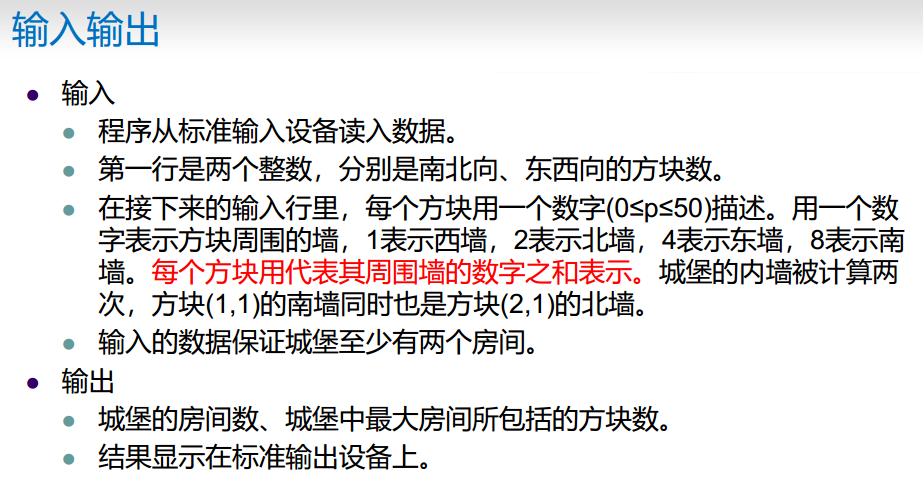 输入输出
● 输入
● 程序从标准输入设备读入数据。
● 第一行是两个整数，分别是南北向、东西向的方块数。
● 在接下来的输入行里，每个方块用一个数字(0≤p≤50)描述。用一个数
字表示方块周围的墙，1表示西墙，2表示北墙，4表示东墙，8表示南
墙。每个方块用代表其周围墙的数字之和表示。城堡的内墙被计算两
次，方块(1,1)的南墙同时也是方块(2,1)的北墙。
● 输入的数据保证城堡至少有两个房间。
● 输出
● 城堡的房间数、城堡中最大房间所包括的方块数。
● 结果显示在标准输出设备上。